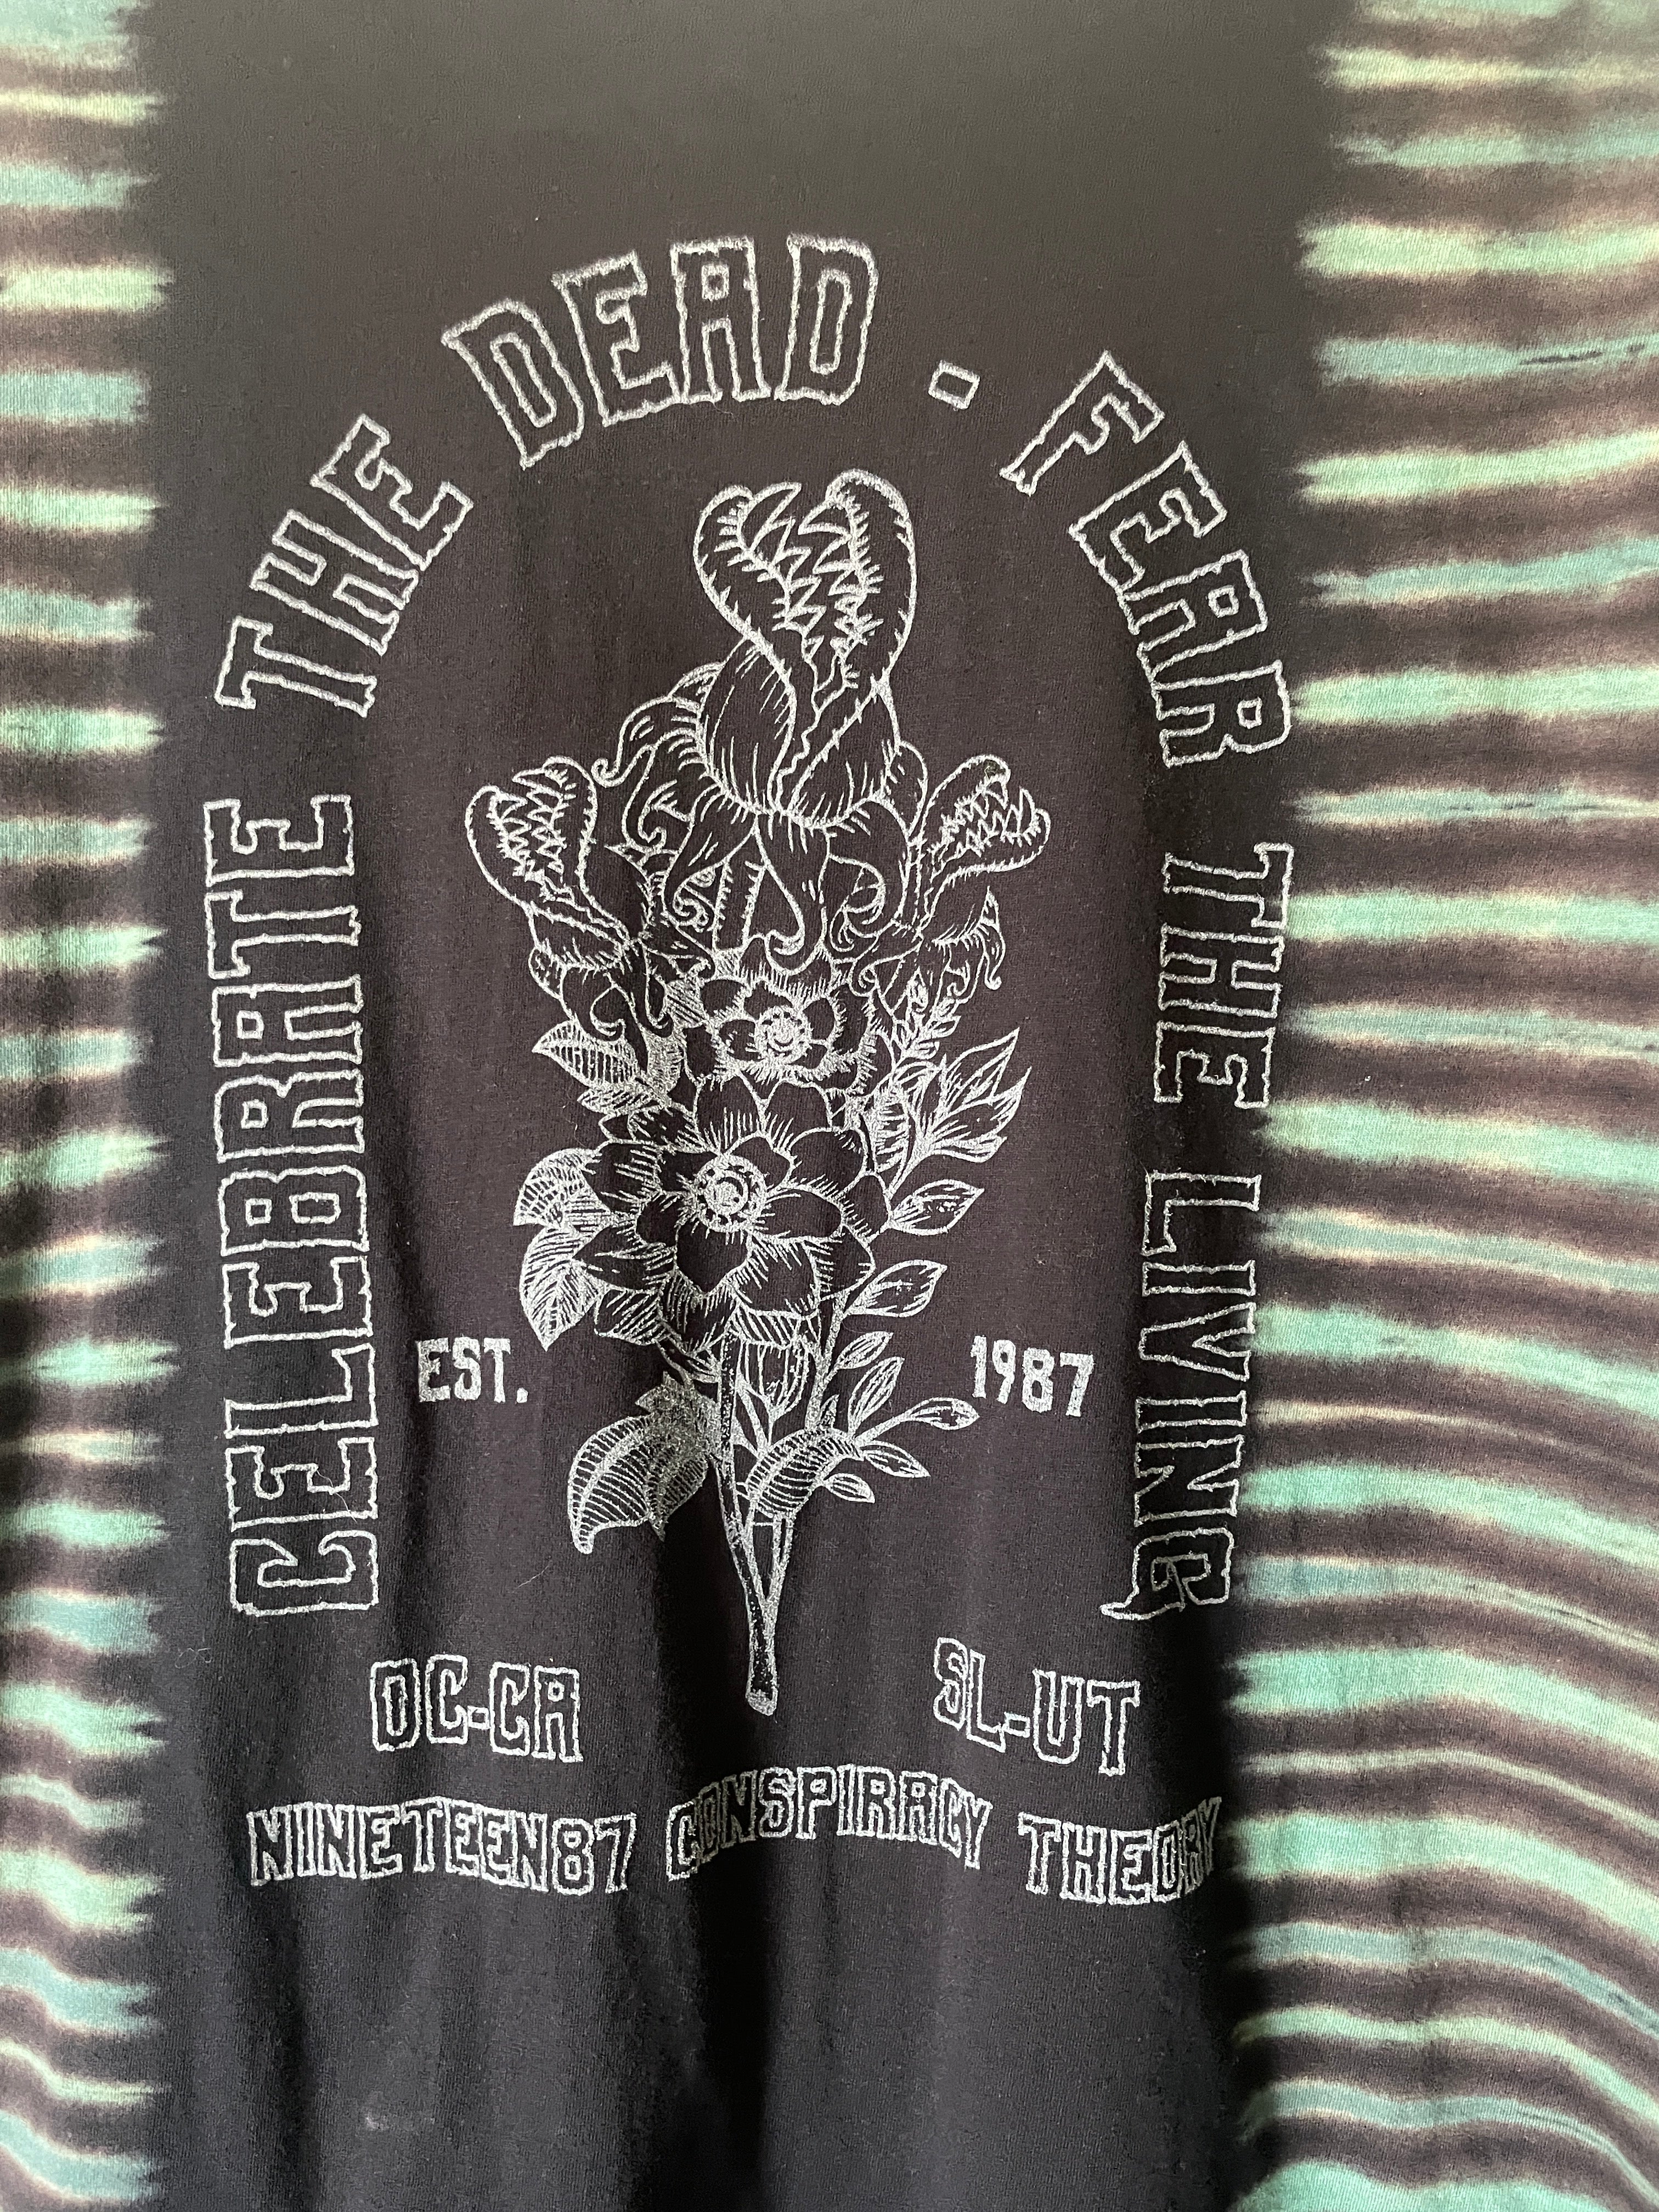 CELEBRATE THE DEAD - FEAR THE LIVING
EST. 1987
OC-CA SL-UT
NINETEEN87 CONSPIRACY THEORY